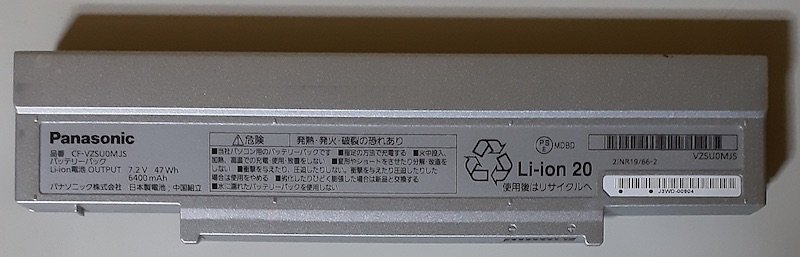 Panasonic
品番 CF-VZSU0MJS
バッテリーパック
Li-ion電池 OUTPUT 7.2 V 47 Wh
6400 mAh
パナソニック株式会社 日本製電池;中国組立
⚠危険 発熱・発火・破裂の恐れあり
■当社パソコン用のバッテリーパックです■指定の方法で充電■火中投入、
加熱、高温での充電・使用・放置をしない■変形やショートをさせたり分解・改造を
しない■衝撃を与えたり、圧迫したりしない。衝撃を与えたり圧迫したりした
場合は使用をやめる■劣化したりひどく膨張した場合は新品と交換する
■水に濡れたバッテリーパックは使わない
Li-ion 20
使用後はリサイクルへ
PS
E
MDBD
VZSU0MJS
2INR19/66-2
J3WD-00904